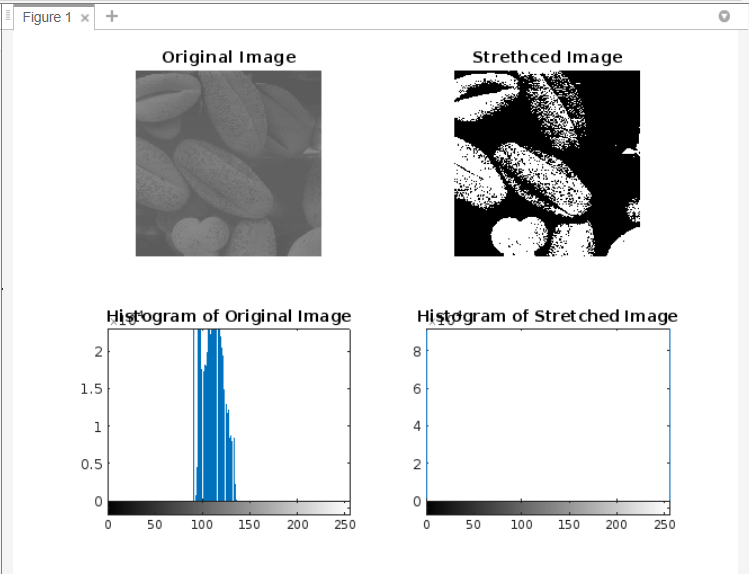 Figure 1 × +
Original Image
Strethced Image
Histogram of Original Image
×10^4
2
1.5
1
0.5
0
0 50 100 150 200 250
Histogram of Stretched Image
8
6
4
2
0
0 50 100 150 200 250